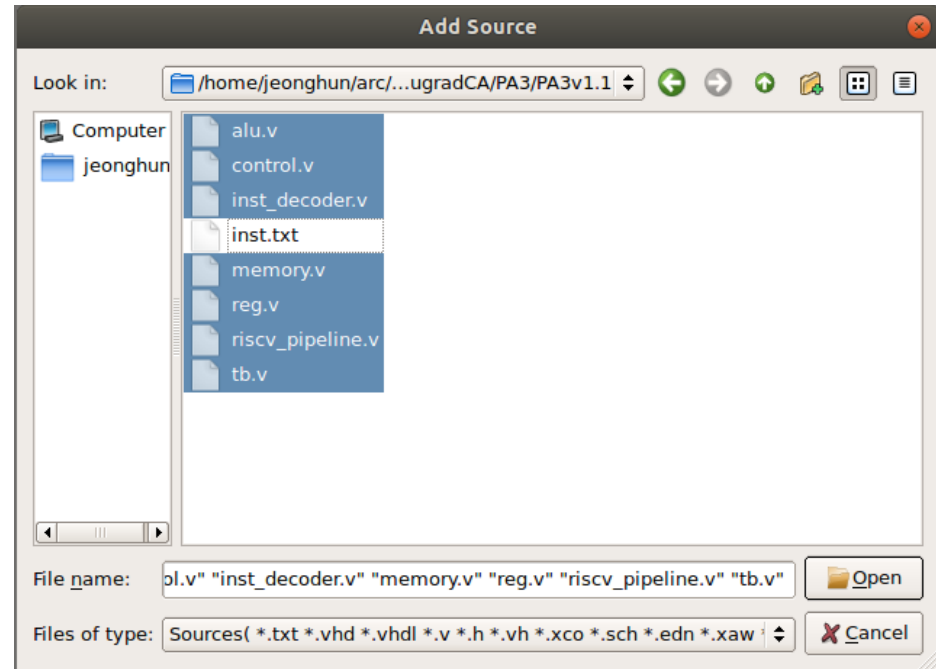 Add Source
Look in:
/home/jeonghun/arc/...ugradCA/PA3/PA3v1.1
Computer
jeonghun
alu.v
control.v
inst_decoder.v
inst.txt
memory.v
reg.v
riscv_pipeline.v
tb.v
File name:
ol.v" "inst_decoder.v" "memory.v" "reg.v" "riscv_pipeline.v" "tb.v"
Open
Files of type:
Sources( *.txt *.vhd *.vhdl *.v *.h *.vh *.xco *.sch *.edn *.xaw *
Cancel